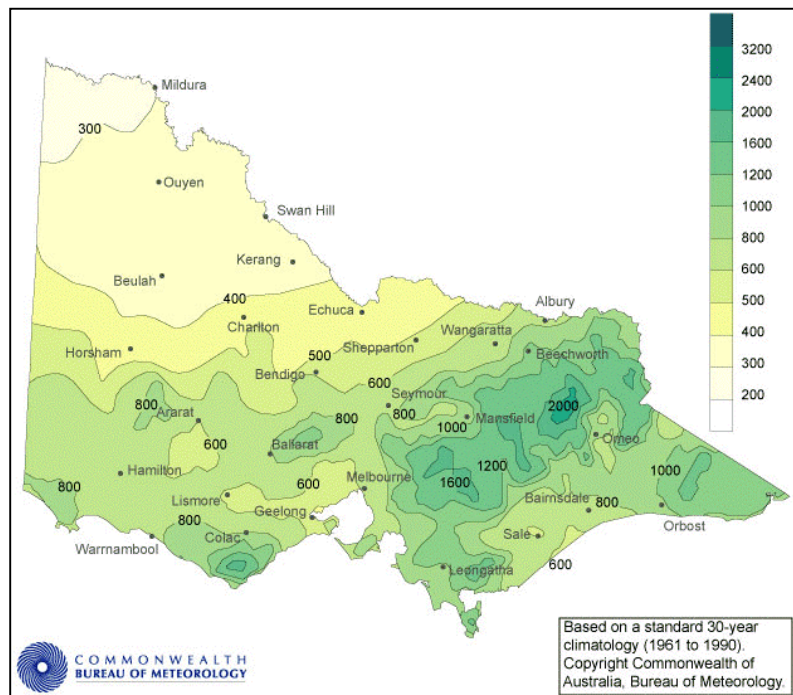 3200
2400
2000
1600
1200
1000
800
600
500
400
300
200
Mildura
300
Ouyen
Swan Hill
Kerang
Beulah
400
Echuca
Albury
Charlton
Wangaratta
Horsham
Shepparton
Beechworth
500
Bendigo
600
Seymour
800
Ararat
800
800
Mansfield
2000
1000
600
Ballarat
Omeo
Hamilton
Melbourne
1200
1000
800
Lismore
600
1600
Bairnsdale
800
Geelong
Orbost
800
Colac
Sale
Warrnambool
600
Leongatha
COMMONWEALTH
BUREAU OF METEOROLOGY
Based on a standard 30-year
climatology (1961 to 1990).
Copyright Commonwealth of
Australia, Bureau of Meteorology.